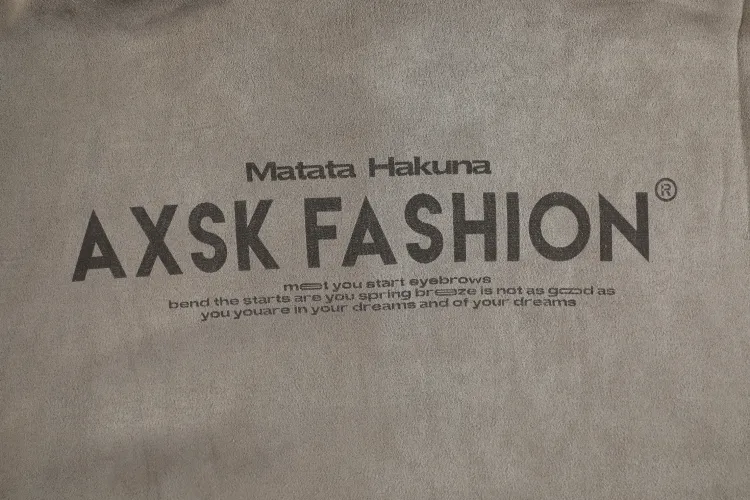 Matata Hakuna
AXSK FASHION®
meet you start eyebrows
bend the starts are you spring breeze is not as good as
you youare in your dreams and of your dreams